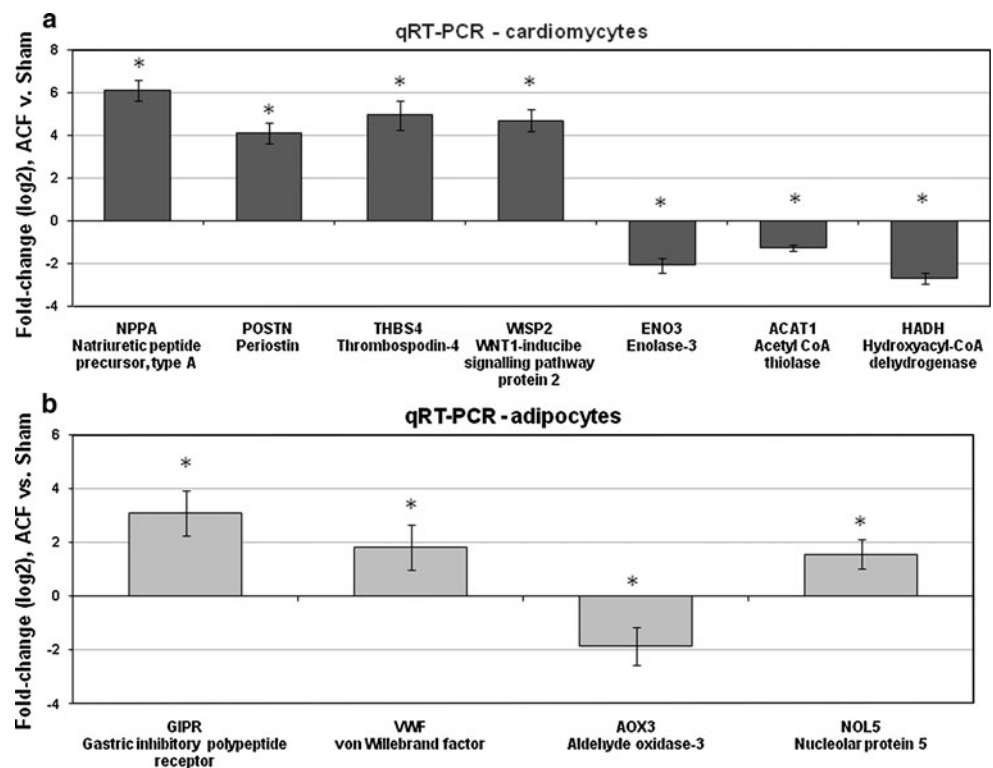 a
qRT-PCR - cardiomycytes
Fold-change (log2), ACF v. Sham
8
6
4
2
0
-2
-4
* * * * * * *
NPPA POSTN THBS4 WISP2 ENO3 ACAT1 HADH
Natriuretic peptide Periostin Thrombospodin-4 WNT1-inducibe Enolase-3 Acetyl CoA Hydroxyacyl-CoA
precursor, type A signalling pathway thiolase dehydrogenase
protein 2
b
qRT-PCR - adipocytes
Fold-change (log2), ACF vs. Sham
6
4
2
0
-2
-4
* * * *
GIPR VWF AOX3 NOL5
Gastric inhibitory polypeptide von Willebrand factor Aldehyde oxidase-3 Nucleolar protein 5
receptor